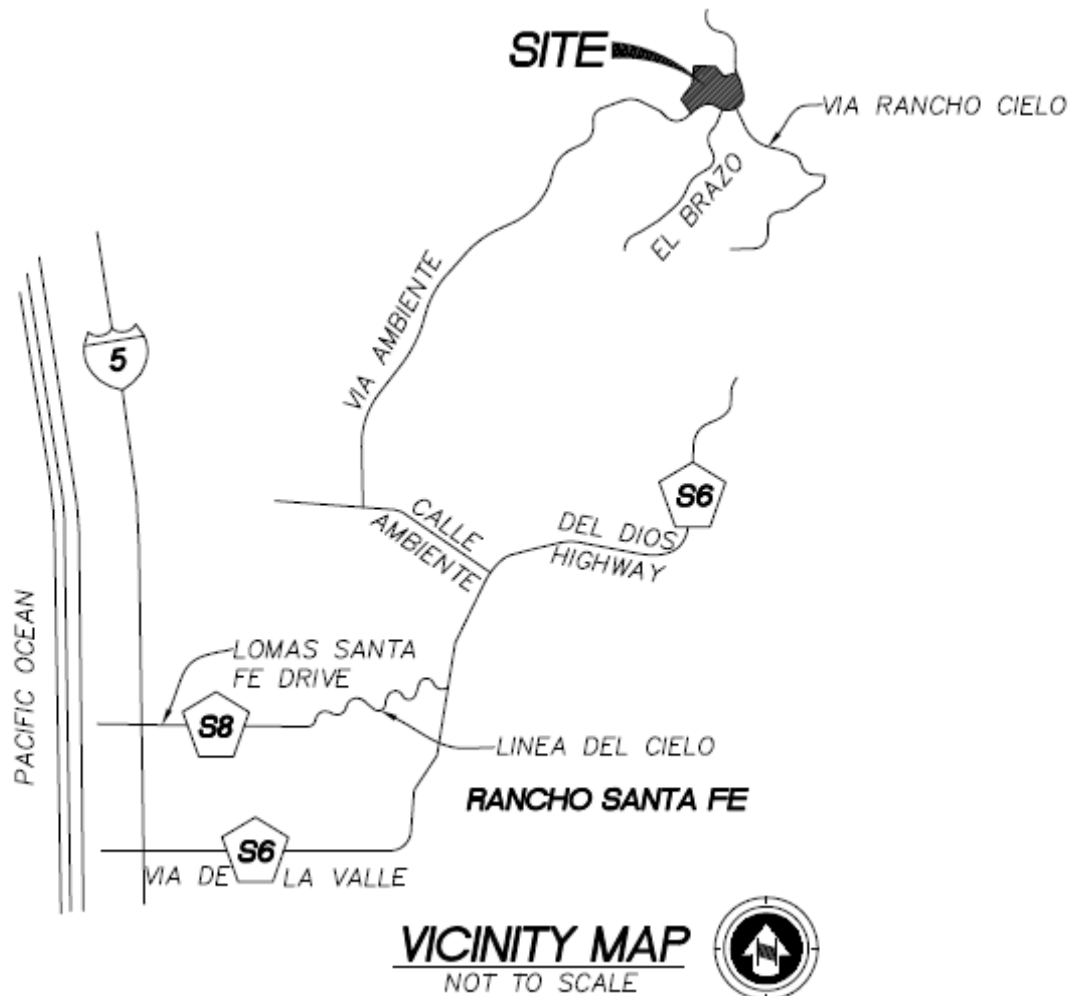 SITE
VIA RANCHO CIELO
EL BRAZO
VIA AMBIENTE
5
S6
CALLE
AMBIENTE
DEL DIOS
HIGHWAY
PACIFIC OCEAN
LOMAS SANTA
FE DRIVE
S8
LINEA DEL CIELO
RANCHO SANTA FE
S6
VIA DE LA VALLE
VICINITY MAP
NOT TO SCALE
N